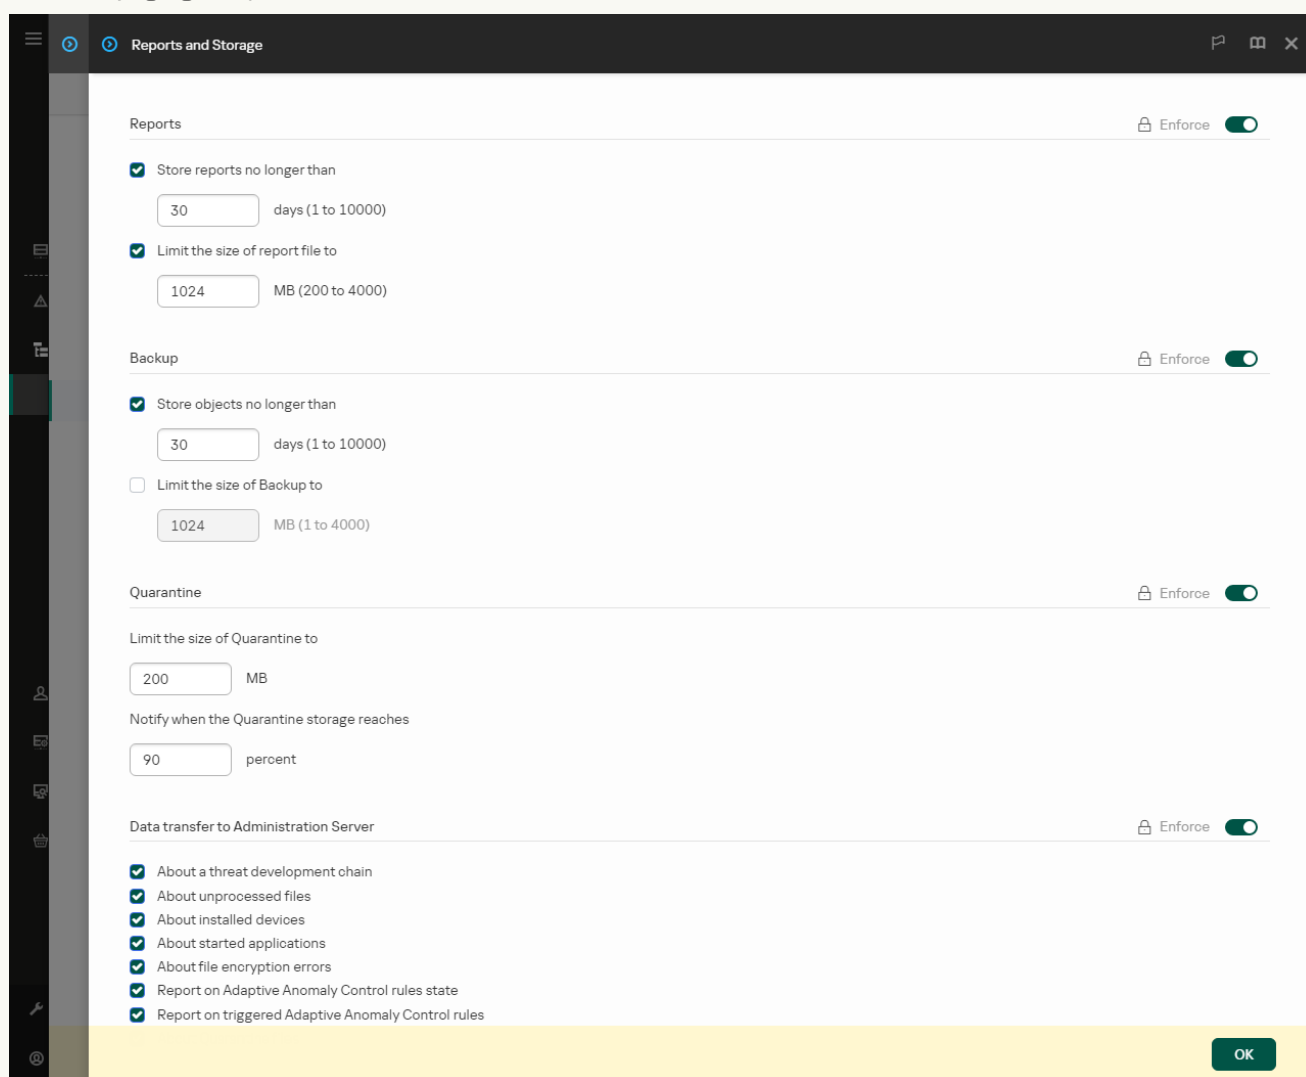 Reports and Storage
Reports
Enforce
Store reports no longer than
30 days (1 to 10000)
Limit the size of report file to
1024 MB (200 to 4000)
Backup
Enforce
Store objects no longer than
30 days (1 to 10000)
Limit the size of Backup to
1024 MB (1 to 4000)
Quarantine
Enforce
Limit the size of Quarantine to
200 MB
Notify when the Quarantine storage reaches
90 percent
Data transfer to Administration Server
Enforce
About a threat development chain
About unprocessed files
About installed devices
About started applications
About file encryption errors
Report on Adaptive Anomaly Control rules state
Report on triggered Adaptive Anomaly Control rules
OK